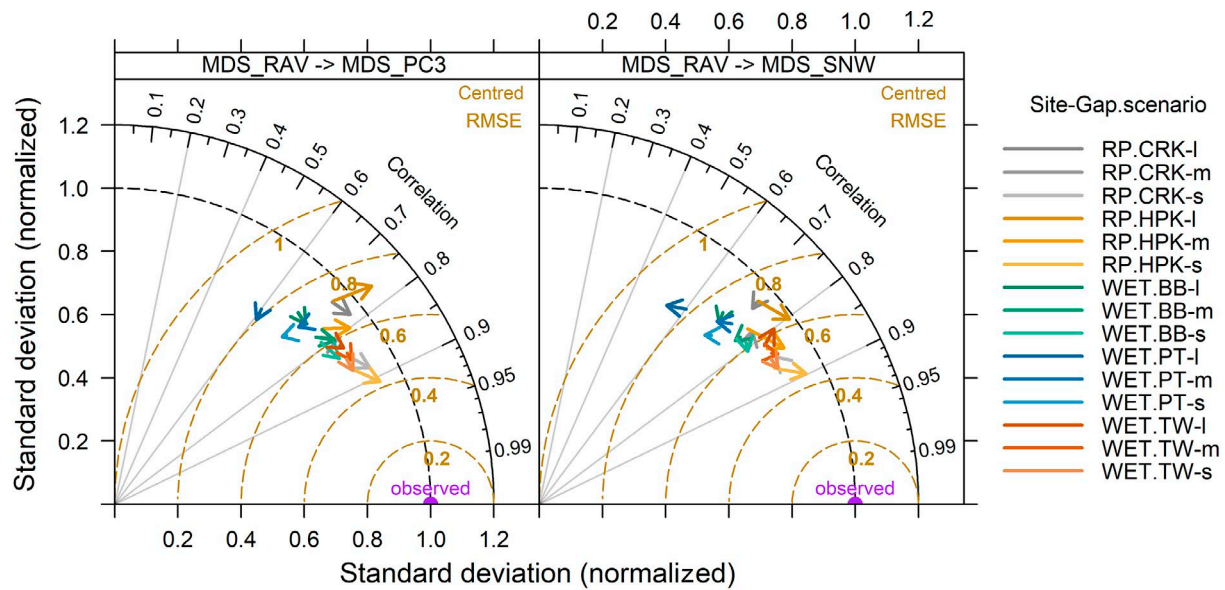 0.2 0.4 0.6 0.8 1.0 1.2
MDS_RAV -> MDS_PC3
MDS_RAV -> MDS_SNW
Standard deviation (normalized)
1.2
1.0
0.8
0.6
0.4
0.2
0.1
0.2
0.3
0.4
0.5
0.6
0.7
0.8
0.9
0.95
0.99
Correlation
Centred
RMSE
1
0.8
0.6
0.4
0.2
observed
0.1
0.2
0.3
0.4
0.5
0.6
0.7
0.8
0.9
0.95
0.99
Correlation
Centred
RMSE
1
0.8
0.6
0.4
0.2
observed
0.2 0.4 0.6 0.8 1.0 1.2
Standard deviation (normalized)
Site-Gap.scenario
RP.CRK-l
RP.CRK-m
RP.CRK-s
RP.HPK-l
RP.HPK-m
RP.HPK-s
WET.BB-l
WET.BB-m
WET.BB-s
WET.PT-l
WET.PT-m
WET.PT-s
WET.TW-l
WET.TW-m
WET.TW-s